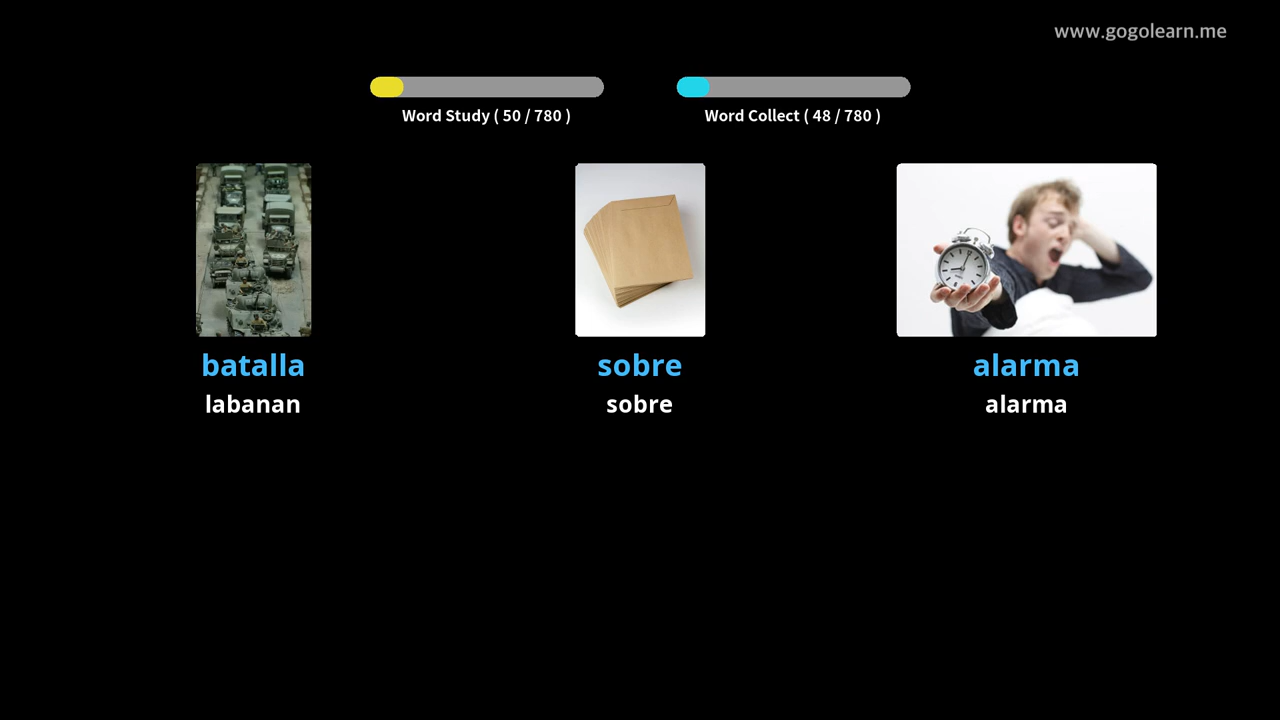 www.gogolearn.me
Word Study ( 50 / 780 )
Word Collect ( 48 / 780 )
batalla
labanan
sobre
sobre
alarma
alarma